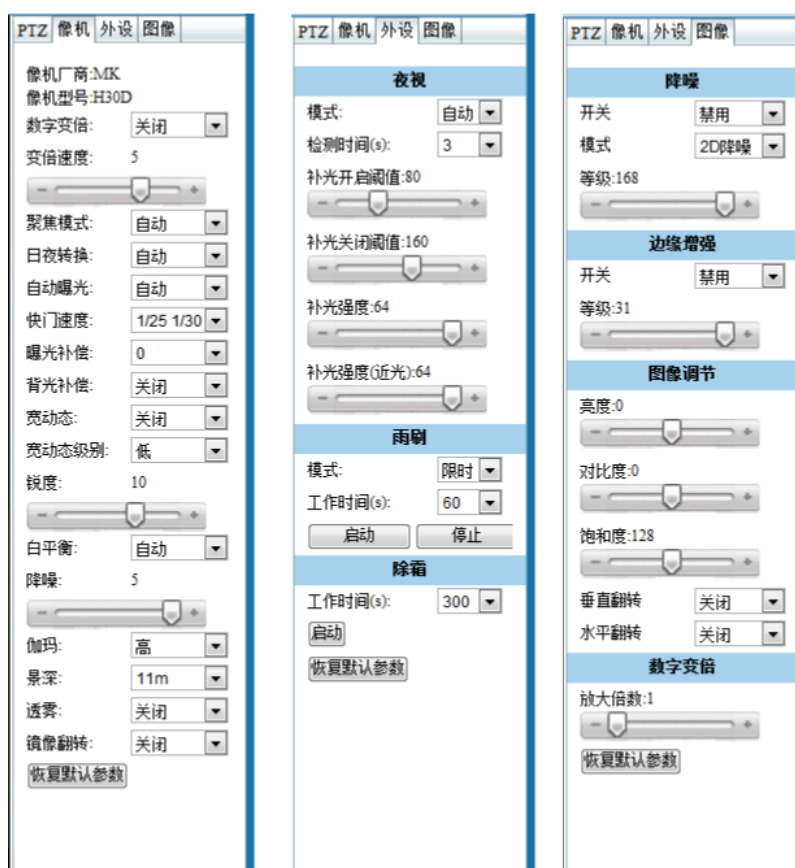 PTZ 像机 外设 图像
像机厂商:MK
像机型号:H30D
数字变倍: 关闭
变倍速度: 5
聚焦模式: 自动
日夜转换: 自动
自动曝光: 自动
快门速度: 1/25 1/30
曝光补偿: 0
背光补偿: 关闭
宽动态: 关闭
宽动态级别: 低
锐度: 10
白平衡: 自动
降噪: 5
伽玛: 高
景深: 11m
透雾: 关闭
镜像翻转: 关闭
恢复默认参数
PTZ 像机 外设 图像
夜视
模式: 自动
检测时间(s): 3
补光开启阈值:80
补光关闭阈值:160
补光强度:64
补光强度(近光):64
雨刷
模式: 限时
工作时间(s): 60
启动 停止
除霜
工作时间(s): 300
启动
恢复默认参数
PTZ 像机 外设 图像
降噪
开关 禁用
模式 2D降噪
等级:168
边缘增强
开关 禁用
等级:31
图像调节
亮度:0
对比度:0
饱和度:128
垂直翻转 关闭
水平翻转 关闭
数字变倍
放大倍数:1
恢复默认参数